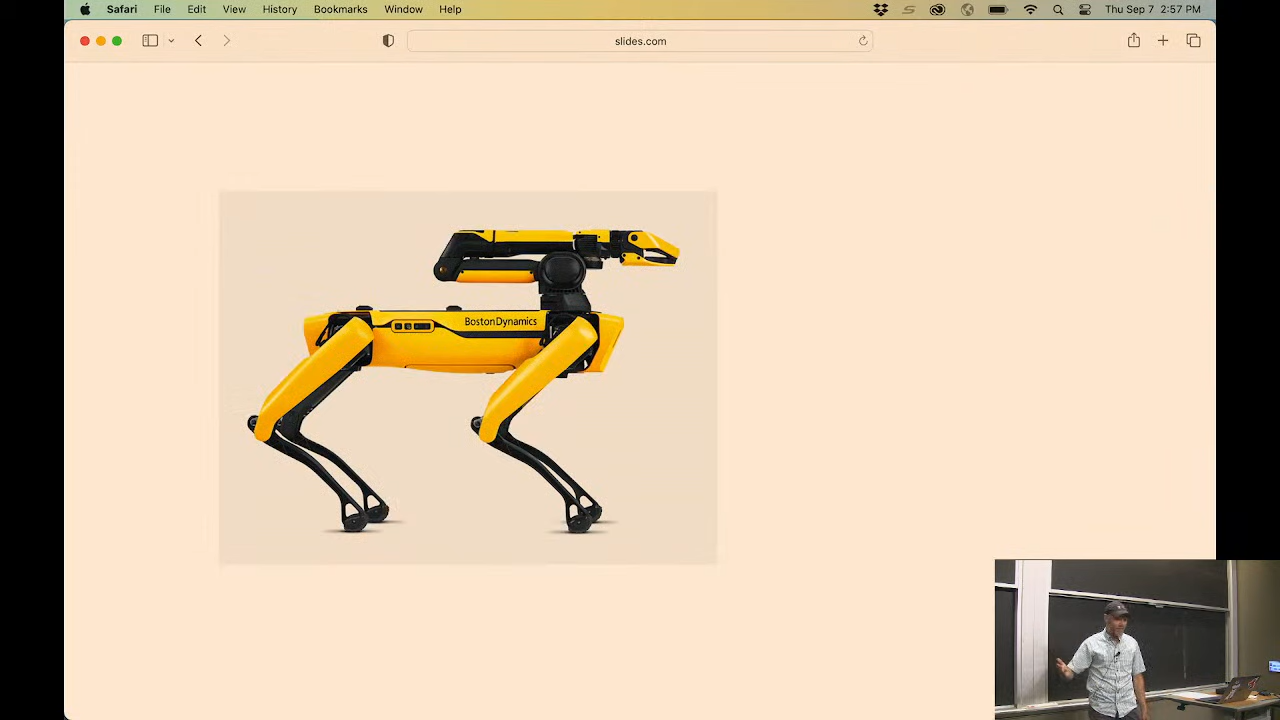 Safari File Edit View History Bookmarks Window Help Thu Sep 7 2:57 PM
slides.com
BostonDynamics